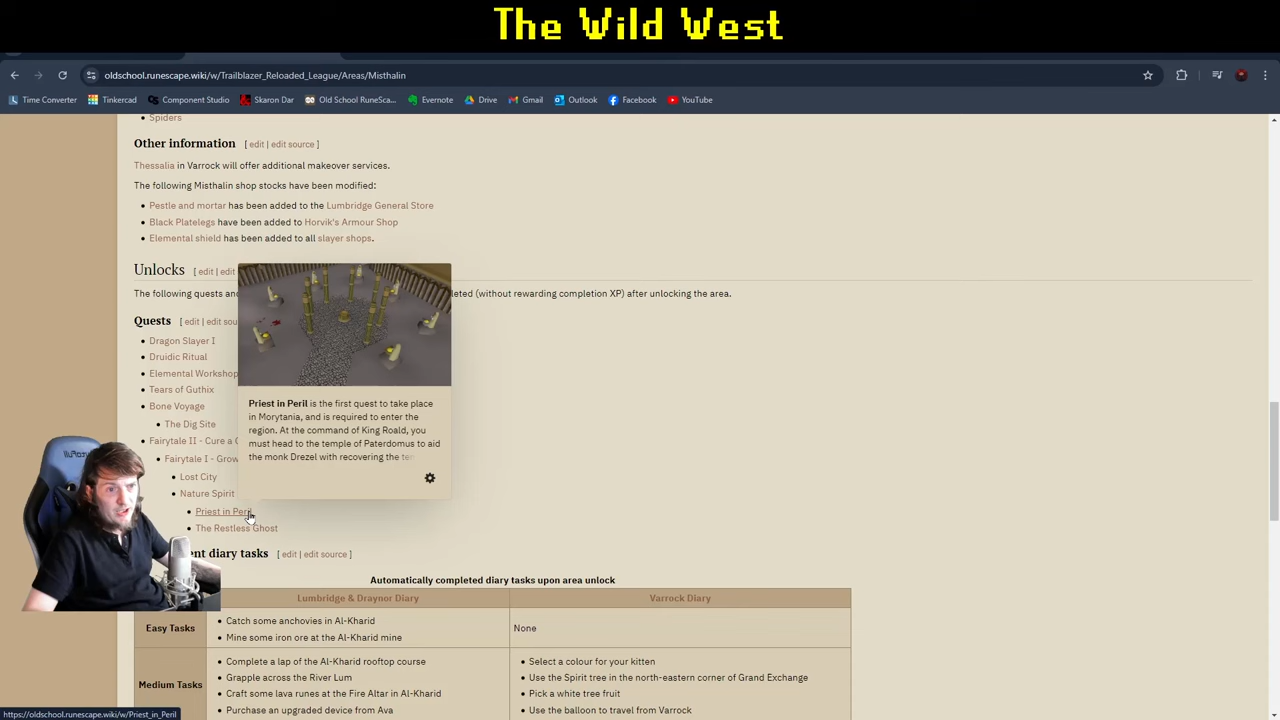 The Wild West
oldschool.runescape.wiki/w/Trailblazer_Reloaded_League/Areas/Misthalin
Time Converter Tinkercad Component Studio Skaron Dar Old School RuneSca... Evernote Drive Gmail Outlook Facebook YouTube
Spiders
Other information [ edit | edit source ]
Thessalia in Varrock will offer additional makeover services.
The following Misthalin shop stocks have been modified:
Pestle and mortar has been added to the Lumbridge General Store
Black Platelegs have been added to Horvik's Armour Shop
Elemental shield has been added to all slayer shops.
Unlocks [ edit | edit
The following quests and
leted (without rewarding completion XP) after unlocking the area.
Quests [ edit | edit sou
Dragon Slayer I
Druidic Ritual
Elemental Workshop
Tears of Guthix
Bone Voyage
The Dig Site
Fairytale II - Cure a Q
Fairytale I - Grow
Lost City
Nature Spirit
Priest in Peril
The Restless Ghost
Priest in Peril is the first quest to take place
in Morytania, and is required to enter the
region. At the command of King Roald, you
must head to the temple of Paterdomus to aid
the monk Drezel with recovering the
ent diary tasks [ edit | edit source ]
Automatically completed diary tasks upon area unlock
Lumbridge & Draynor Diary Varrock Diary
Easy Tasks
Catch some anchovies in Al-Kharid
Mine some iron ore at the Al-Kharid mine
None
Medium Tasks
Complete a lap of the Al-Kharid rooftop course
Grapple across the River Lum
Craft some lava runes at the Fire Altar in Al-Kharid
Purchase an upgraded device from Ava
Select a colour for your kitten
Use the Spirit tree in the north-eastern corner of Grand Exchange
Pick a white tree fruit
Use the balloon to travel from Varrock
https://oldschool.runescape.wiki/w/Priest_in_Peril